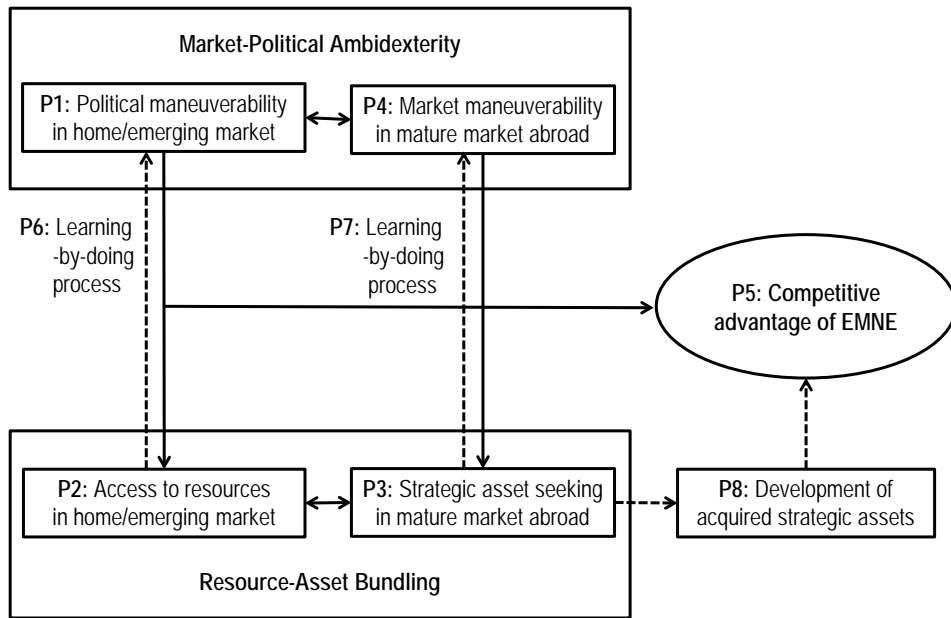 Market-Political Ambidexterity
P1: Political maneuverability
in home/emerging market
P4: Market maneuverability
in mature market abroad
P6: Learning
-by-doing
process
P7: Learning
-by-doing
process
P5: Competitive
advantage of EMNE
P2: Access to resources
in home/emerging market
P3: Strategic asset seeking
in mature market abroad
P8: Development of
acquired strategic assets
Resource-Asset Bundling